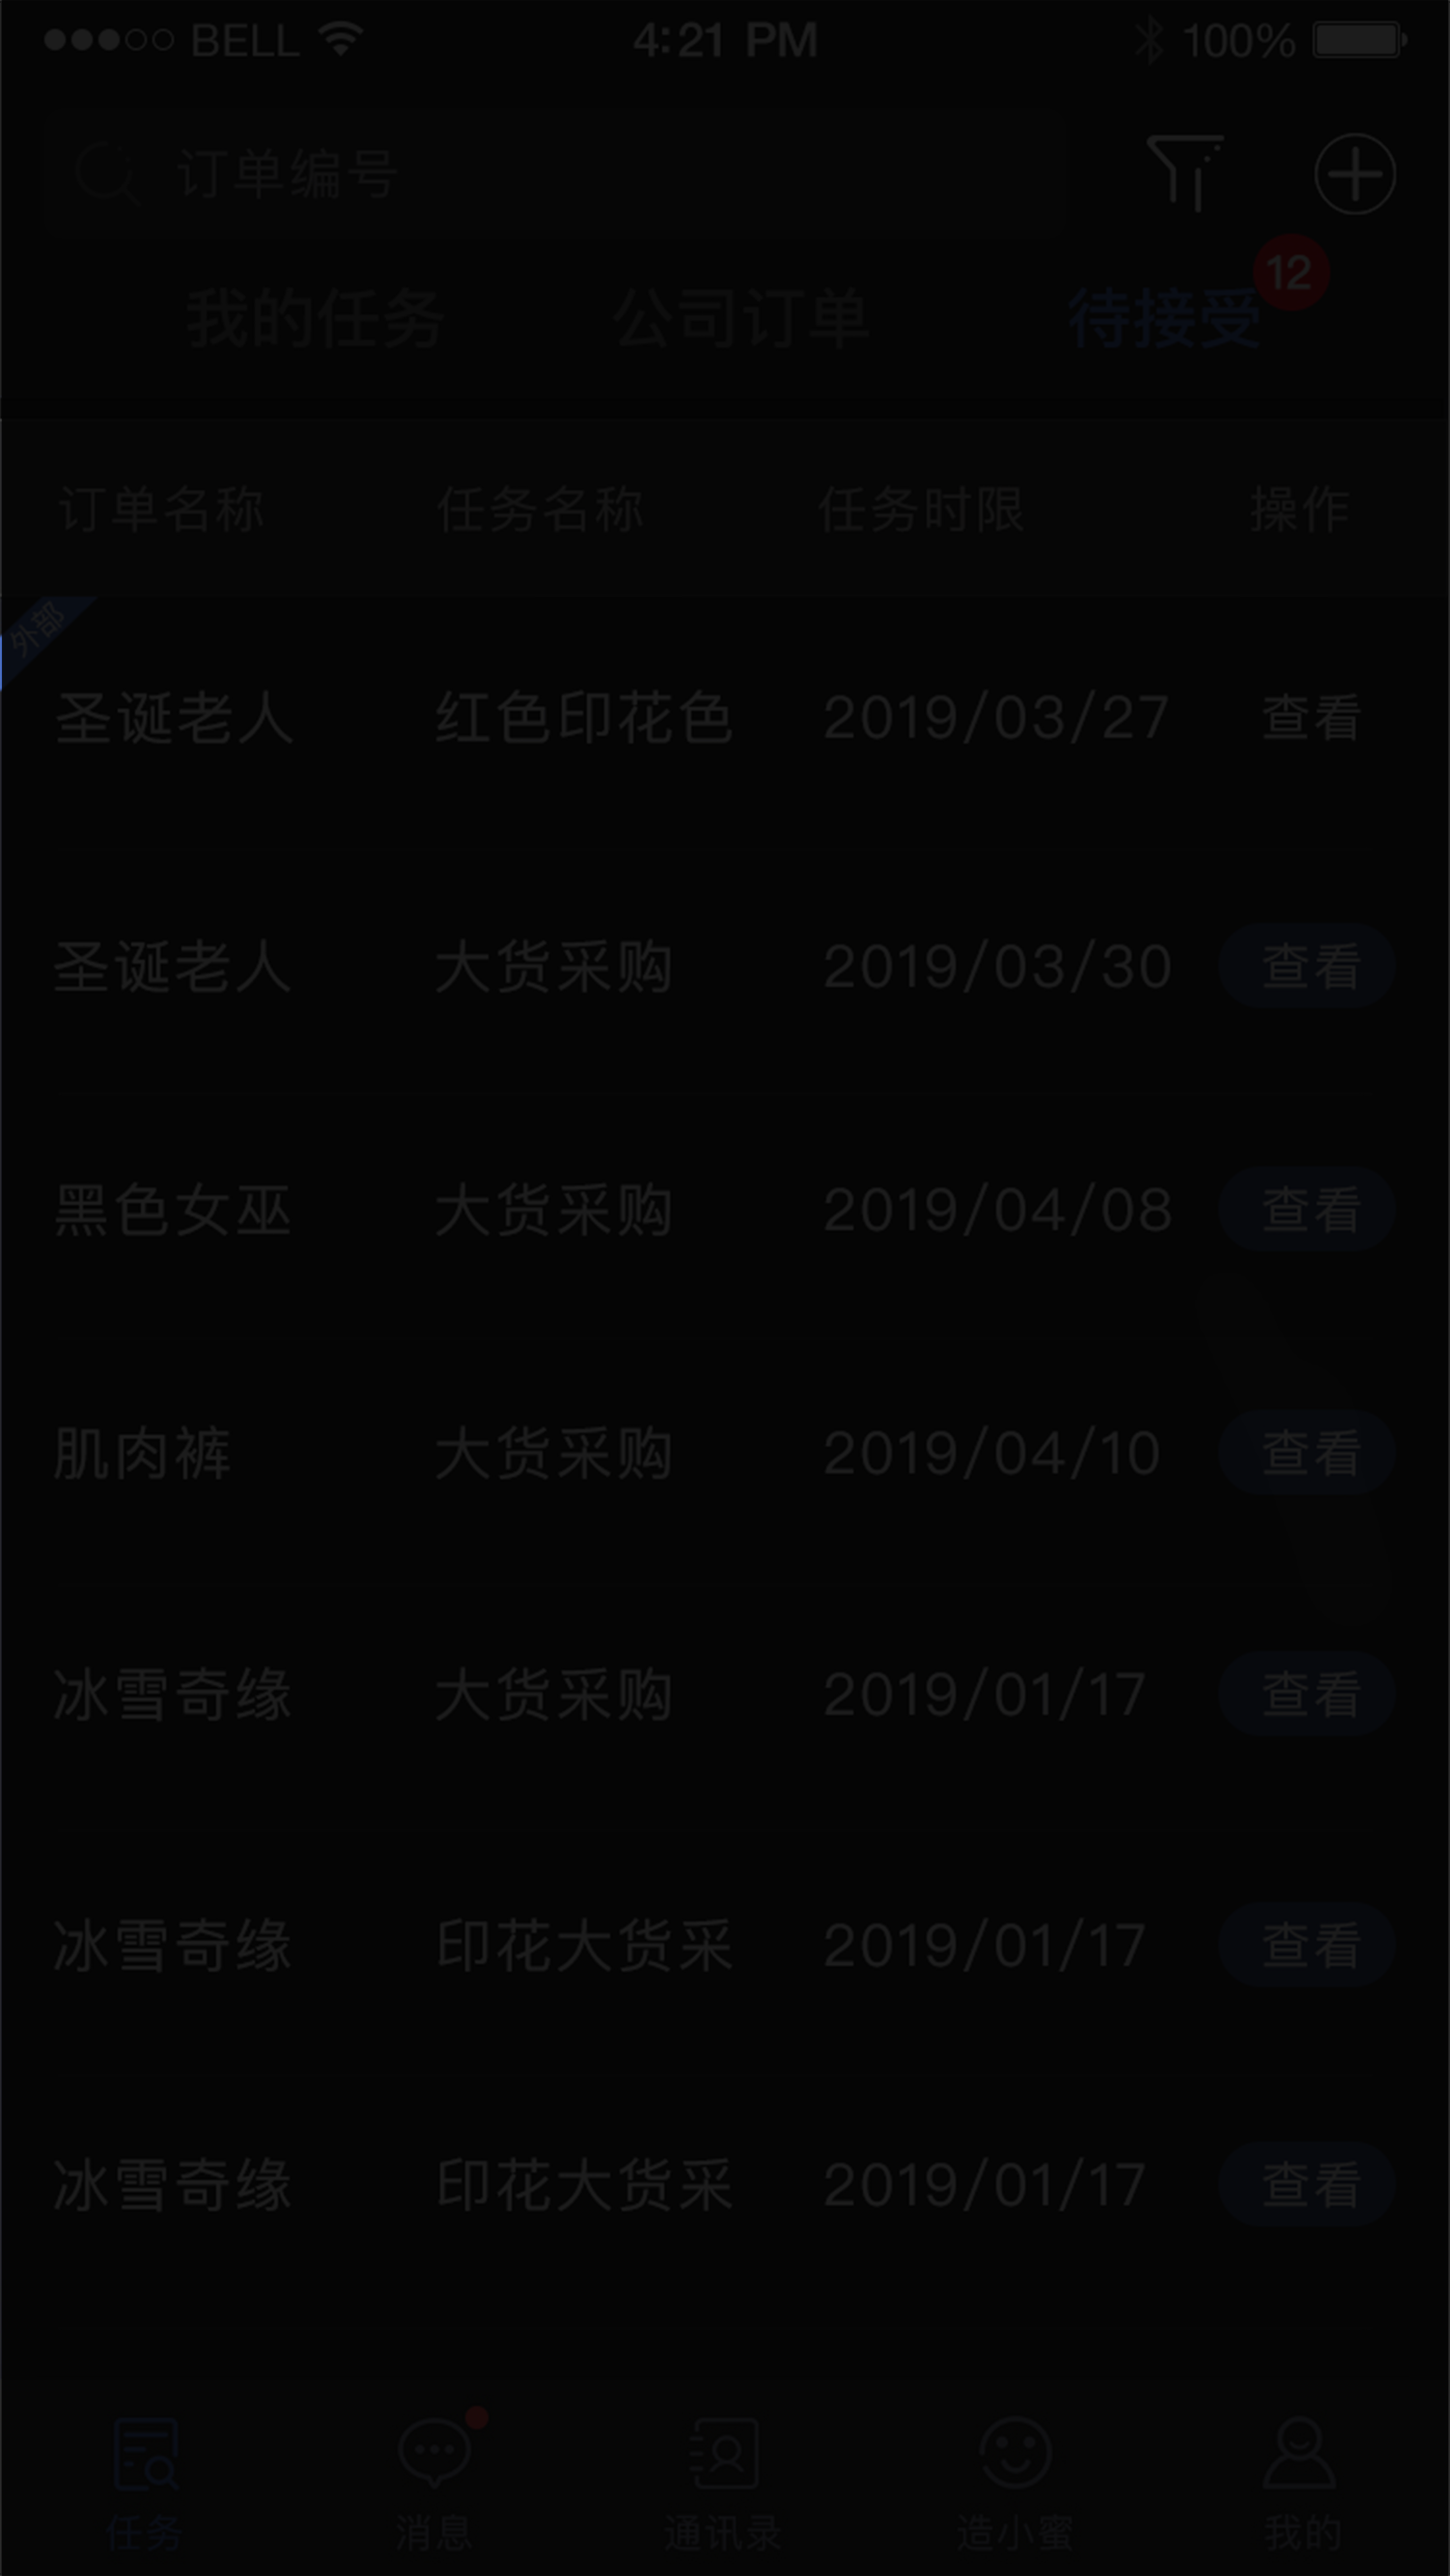 BELL 4:21 PM 100%
订单编号
12
我的任务 公司订单 待接受
订单名称 任务名称 任务时限 操作
外部
圣诞老人 红色印花色 2019/03/27 查看
圣诞老人 大货采购 2019/03/30 查看
黑色女巫 大货采购 2019/04/08 查看
肌肉裤 大货采购 2019/04/10 查看
冰雪奇缘 大货采购 2019/01/17 查看
冰雪奇缘 印花大货采 2019/01/17 查看
冰雪奇缘 印花大货采 2019/01/17 查看
任务 消息 通讯录 造小蜜 我的